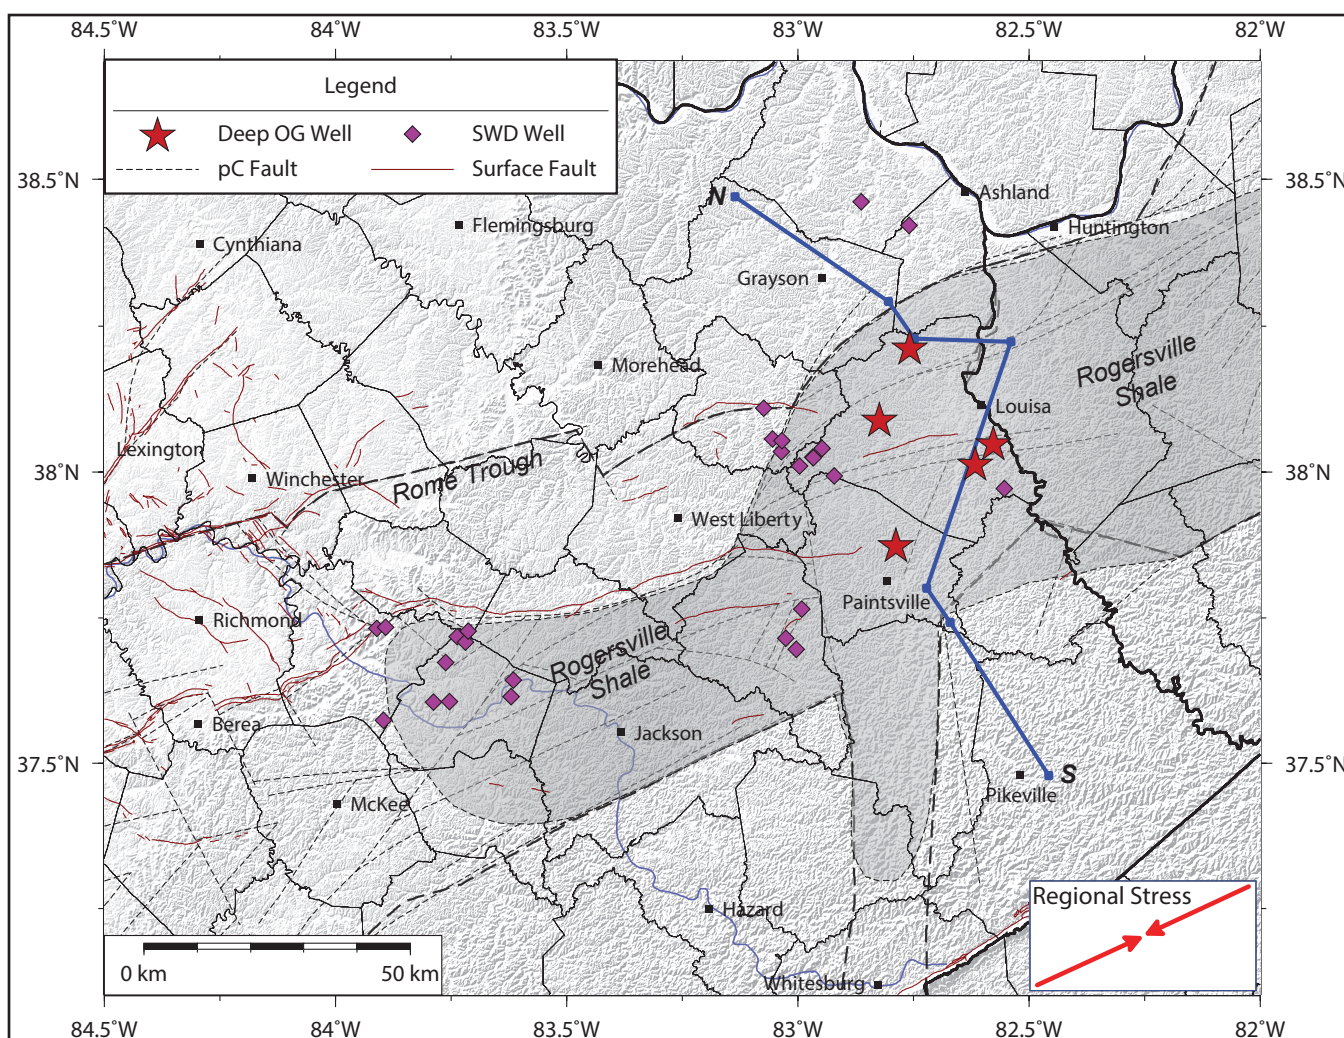 84.5°W 84°W 83.5°W 83°W 82.5°W 82°W
Legend
Deep OG Well SWD Well
pC Fault Surface Fault
38.5°N 38.5°N
N
Ashland
Flemingsburg
Huntington
Cynthiana
Grayson
Rogersville
Shale
Morehead
Louisa
Lexington
Winchester
Rome Trough
38°N 38°N
West Liberty
Paintsville
Richmond
Rogersville
Shale
Berea
Jackson
37.5°N 37.5°N
S
Pikeville
McKee
Regional Stress
Hazard
0 km 50 km
Whitesburg
84.5°W 84°W 83.5°W 83°W 82.5°W 82°W